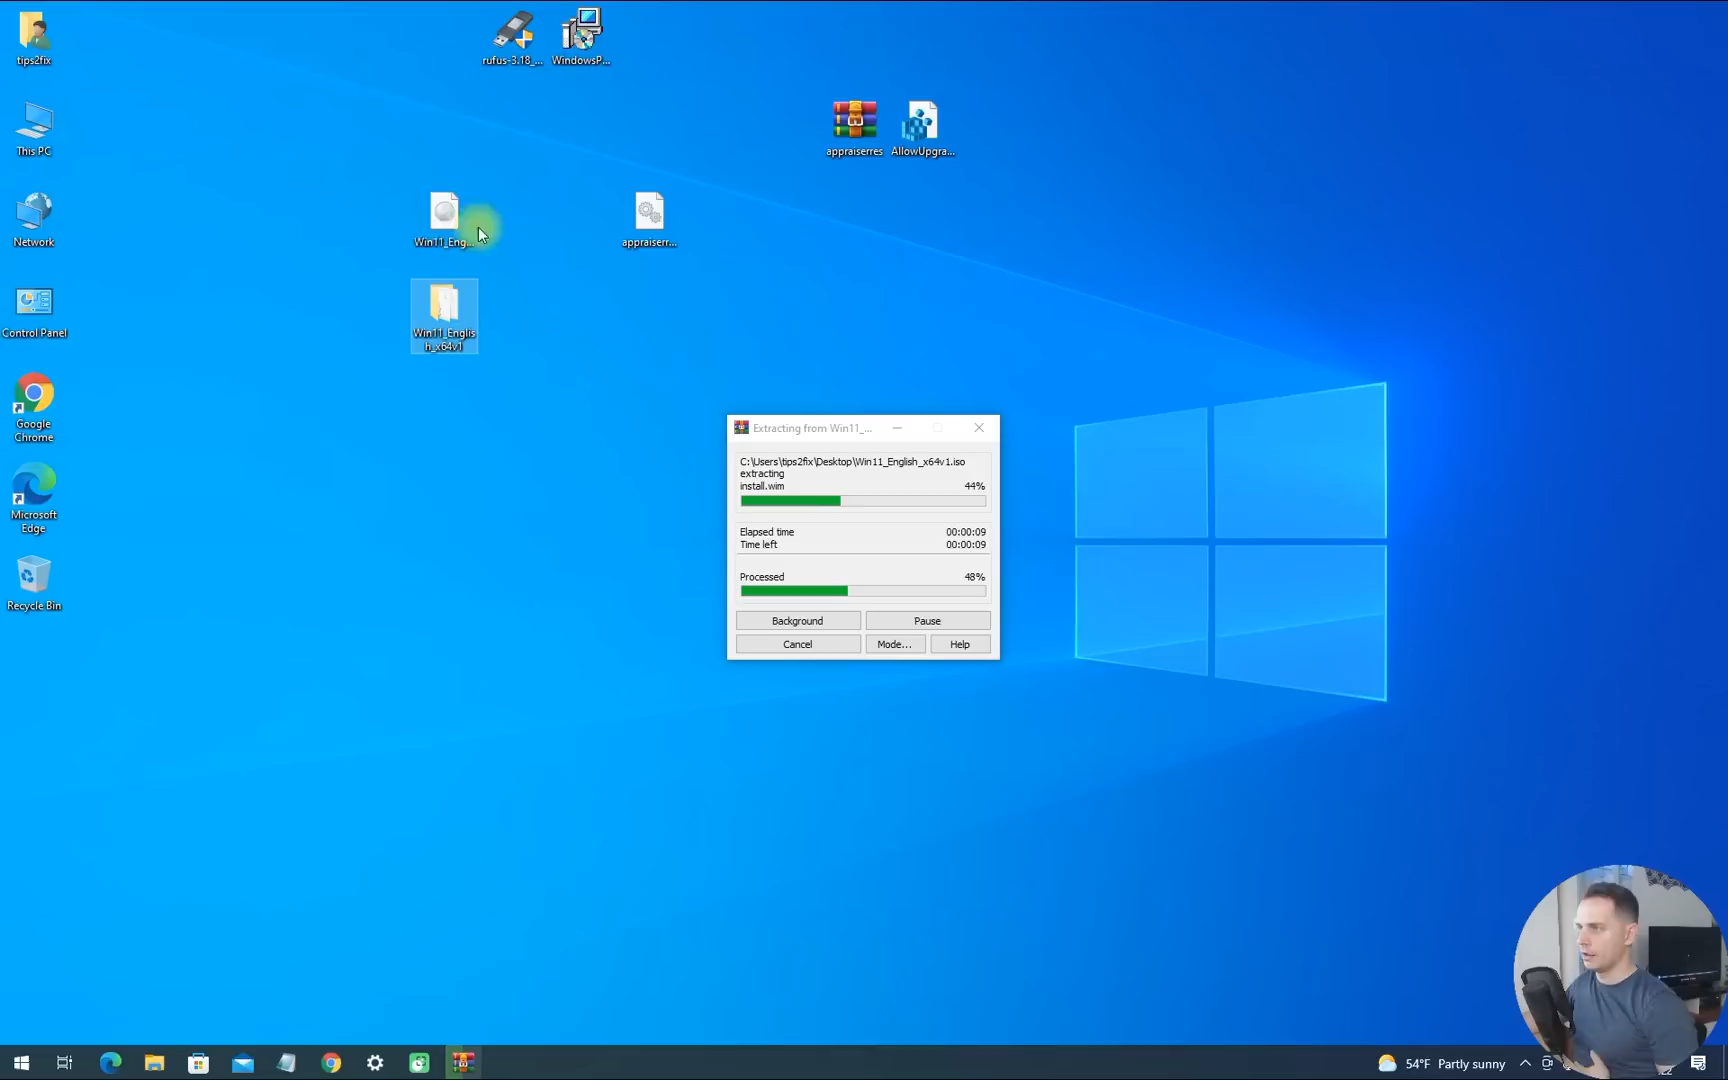 tips2fix
This PC
Network
Control Panel
Google
Chrome
Microsoft
Edge
Recycle Bin
rufus-3.18_...
WindowsP...
appraiserres
AllowUpgra...
Win11_Eng...
appraiserr...
Win11_Englis
h_x64v1
Extracting from Win11_...
C:\Users\tips2fix\Desktop\Win11_English_x64v1.iso
extracting
install.wim 44%
Elapsed time 00:00:09
Time left 00:00:09
Processed 48%
Background Pause
Cancel Mode... Help
54°F Partly sunny